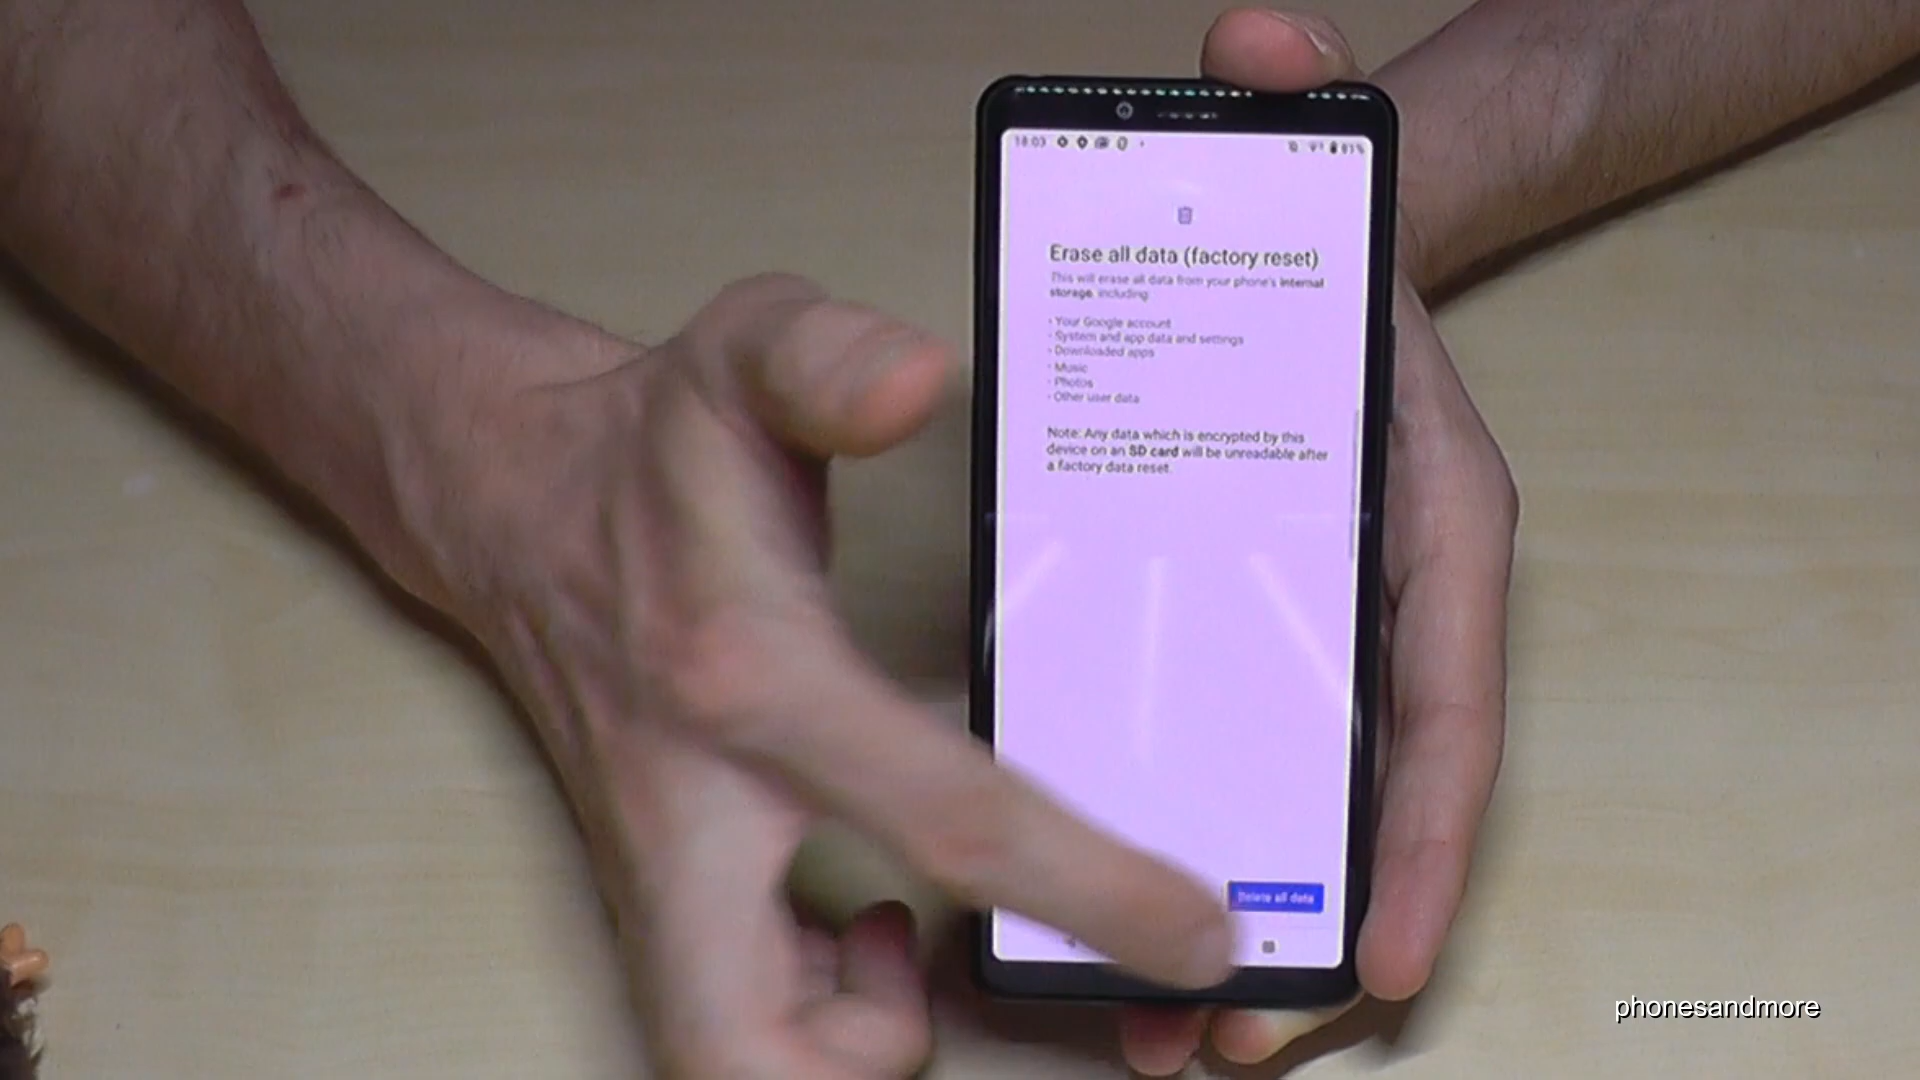 18:03
81%
Erase all data (factory reset)
This will erase all data from your phone's internal
storage, including:
• Your Google account
• System and app data and settings
• Downloaded apps
• Music
• Photos
• Other user data
Note: Any data which is encrypted by this
device on an SD card will be unreadable after
a factory data reset.
Delete all data
phonesandmore